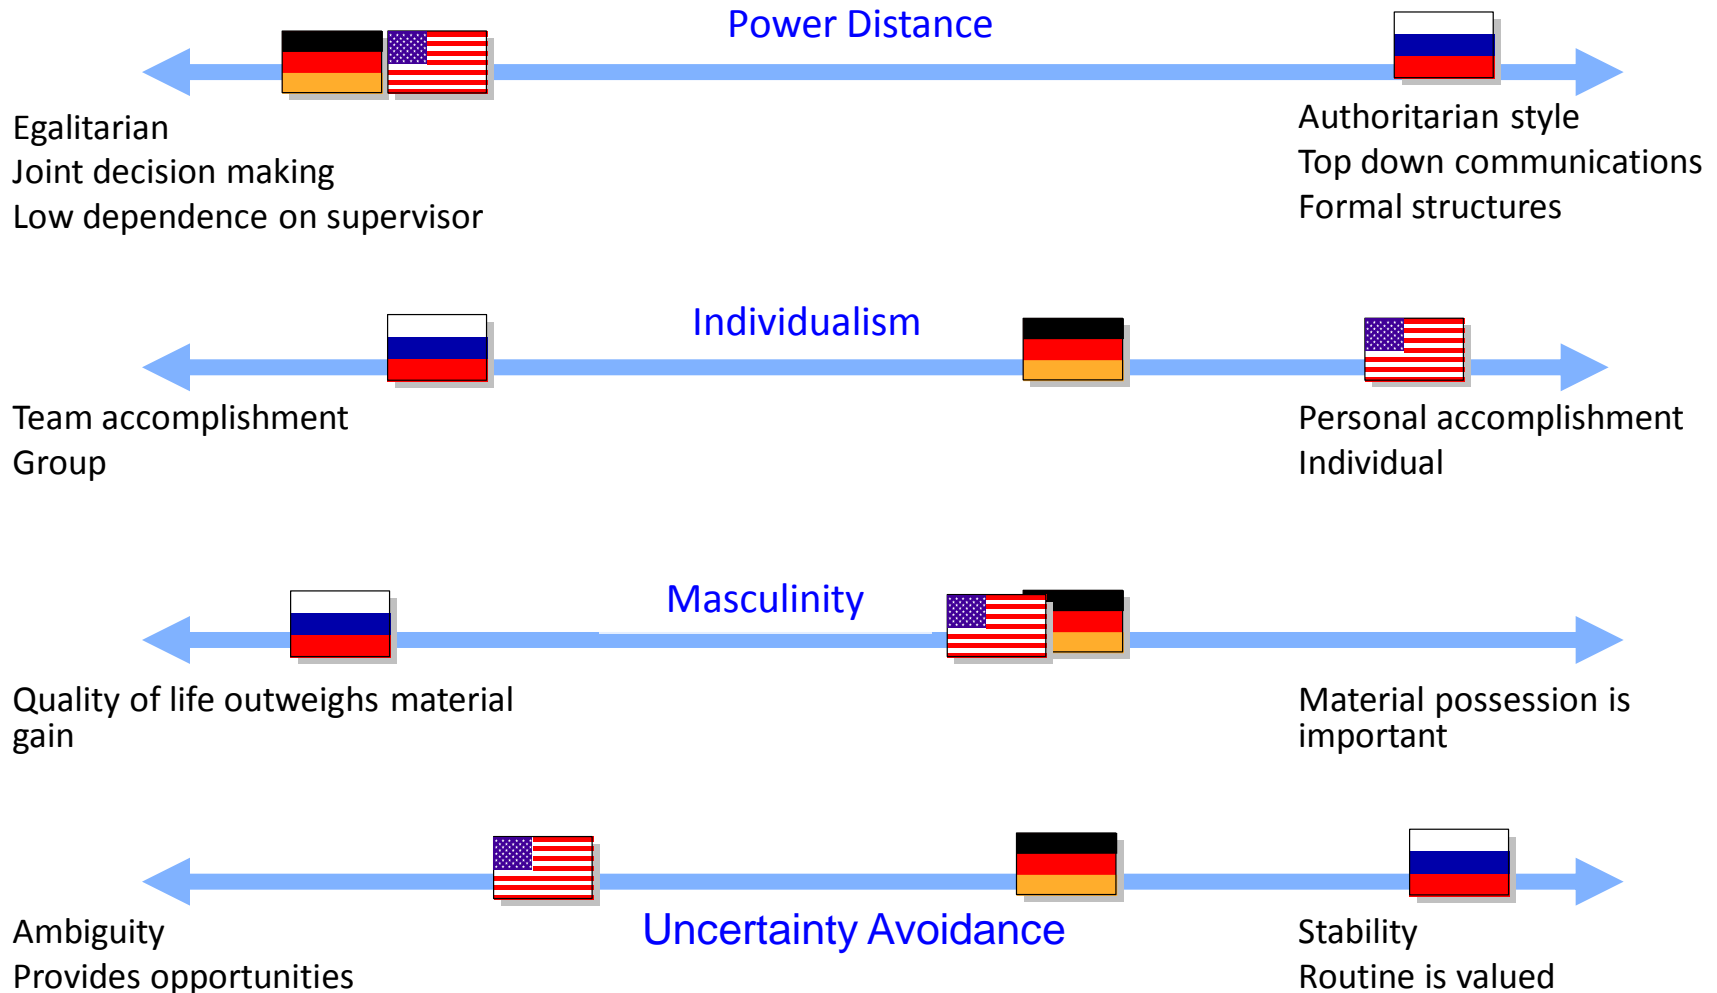 Power Distance
Egalitarian
Joint decision making
Low dependence on supervisor
Authoritarian style
Top down communications
Formal structures
Individualism
Team accomplishment
Group
Personal accomplishment
Individual
Masculinity
Quality of life outweighs material
gain
Material possession is
important
Uncertainty Avoidance
Ambiguity
Provides opportunities
Stability
Routine is valued